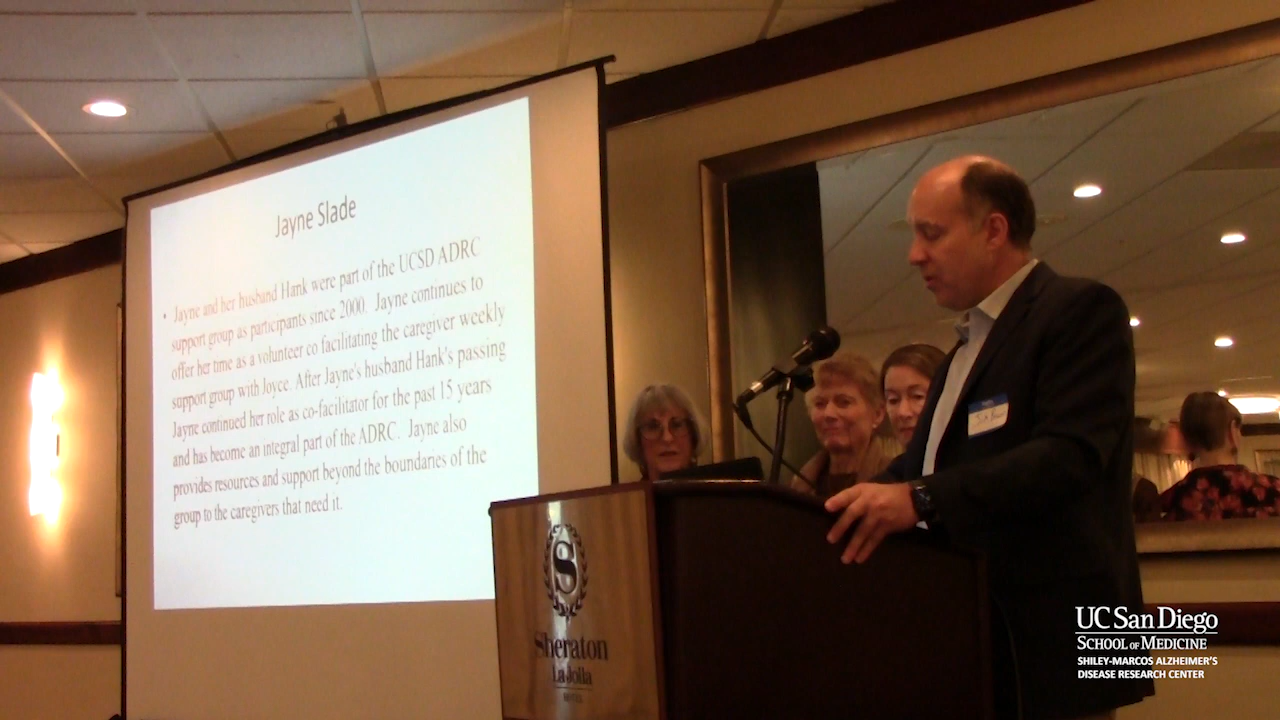 Jayne Slade
• Jayne and her husband Hank were part of the UCSD ADRC
support group as participants since 2000. Jayne continues to
offer her time as a volunteer co facilitating the caregiver weekly
support group with Joyce. After Jayne's husband Hank's passing
Jayne continued her role as co-facilitator for the past 15 years
and has become an integral part of the ADRC. Jayne also
provides resources and support beyond the boundaries of the
group to the caregivers that need it.
S
Sheraton
La Jolla
UC San Diego
SCHOOL OF MEDICINE
SHILEY-MARCOS ALZHEIMER'S
DISEASE RESEARCH CENTER